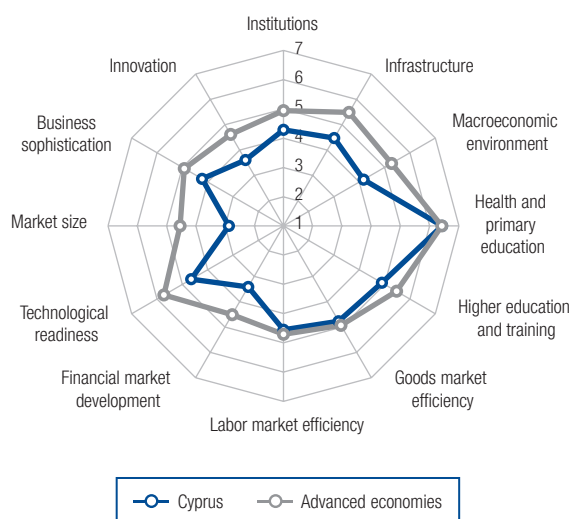 Institutions
7
6
5
4
3
2
1
Infrastructure
Macroeconomic
environment
Health and
primary
education
Higher education
and training
Goods market
efficiency
Labor market efficiency
Financial market
development
Technological
readiness
Market size
Business
sophistication
Innovation
Cyprus
Advanced economies